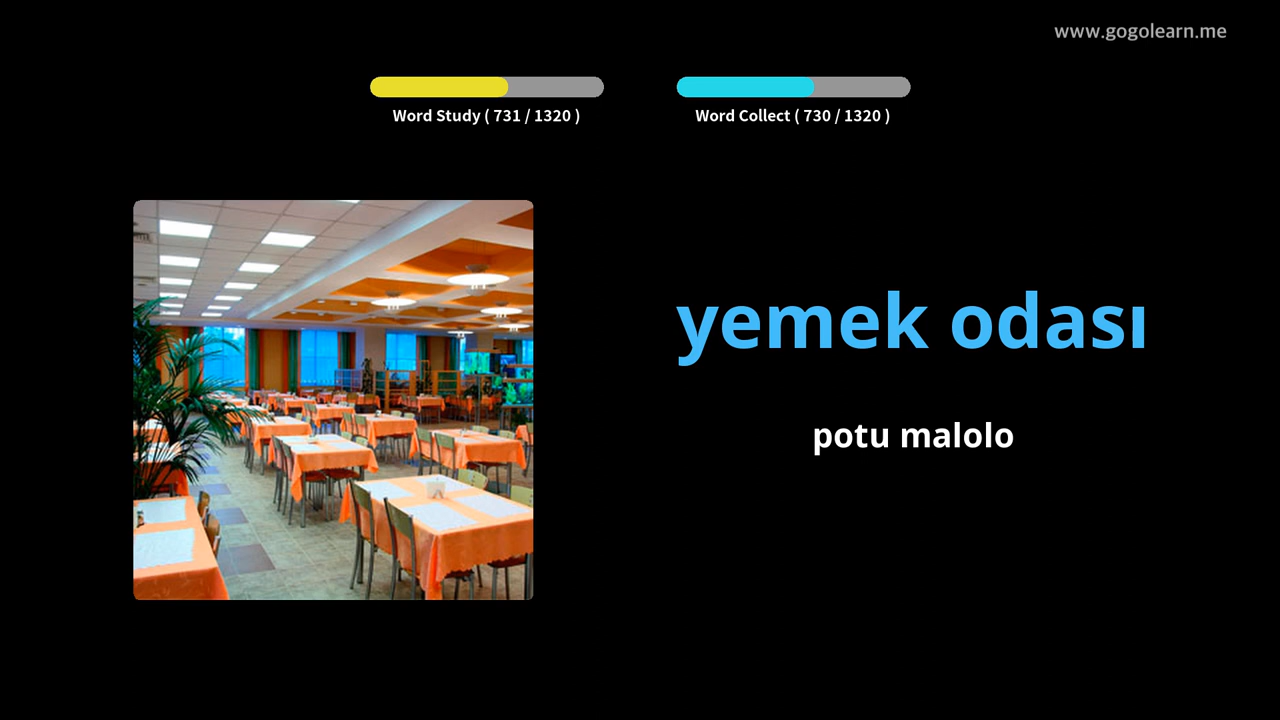 www.gogolearn.me
Word Study ( 731 / 1320 )
Word Collect ( 730 / 1320 )
yemek odası
potu malolo